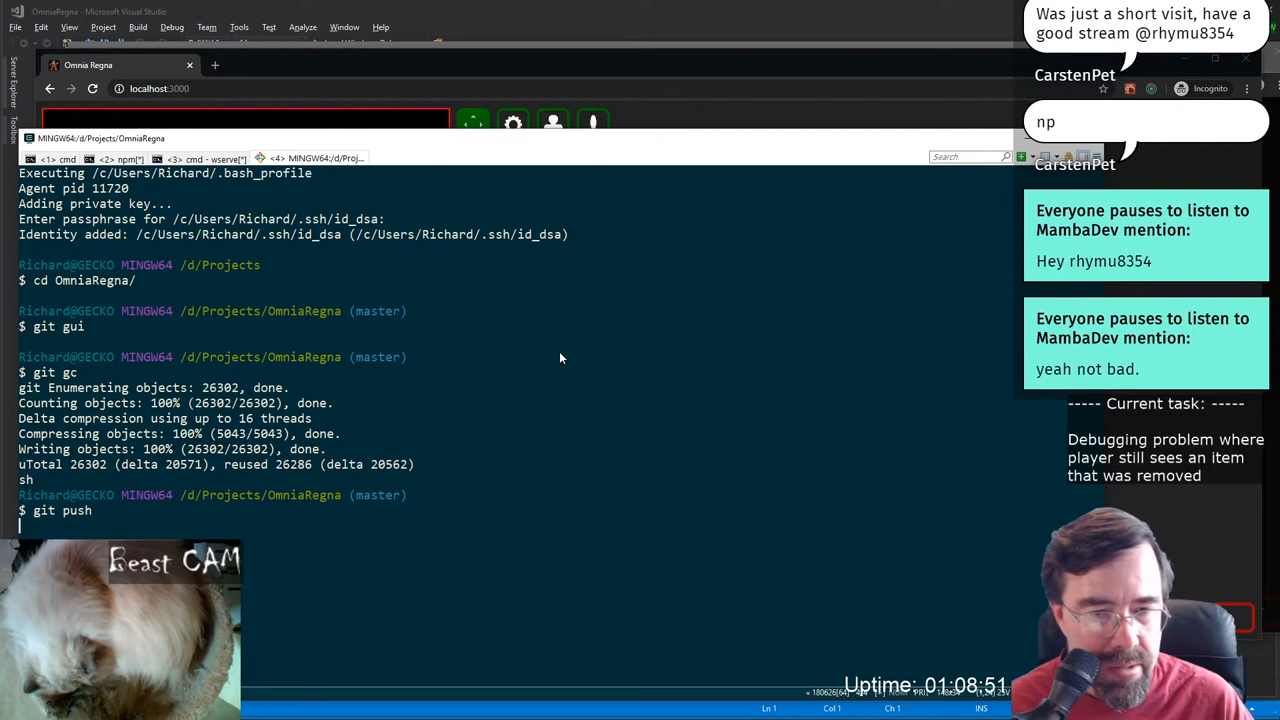 OmniaRegna - Microsoft Visual Studio
File Edit View Project Build Debug Team Tools Test Analyze Window
Server Explorer
Toolbox
Omnia Regna
localhost:3000
Incognito
MINGW64:/d/Projects/OmniaRegna
<1> cmd <2> npm[*] <3> cmd - wserve[*] <4> MINGW64:/d/Proj...
Search
Executing /c/Users/Richard/.bash_profile
Agent pid 11720
Adding private key...
Enter passphrase for /c/Users/Richard/.ssh/id_dsa:
Identity added: /c/Users/Richard/.ssh/id_dsa (/c/Users/Richard/.ssh/id_dsa)
Richard@GECKO MINGW64 /d/Projects
$ cd OmniaRegna/
Richard@GECKO MINGW64 /d/Projects/OmniaRegna (master)
$ git gui
Richard@GECKO MINGW64 /d/Projects/OmniaRegna (master)
$ git gc
git Enumerating objects: 26302, done.
Counting objects: 100% (26302/26302), done.
Delta compression using up to 16 threads
Compressing objects: 100% (5043/5043), done.
Writing objects: 100% (26302/26302), done.
uTotal 26302 (delta 20571), reused 26286 (delta 20562)
sh
Richard@GECKO MINGW64 /d/Projects/OmniaRegna (master)
$ git push
Was just a short visit, have a
good stream @rhymu8354
CarstenPet
np
CarstenPet
Everyone pauses to listen to
MambaDev mention:
Hey rhymu8354
Everyone pauses to listen to
MambaDev mention:
yeah not bad.
----- Current task: -----
Debugging problem where
player still sees an item
that was removed
Beast CAM
Uptime: 01:08:51
Ln 1 Col 1 Ch 1 INS